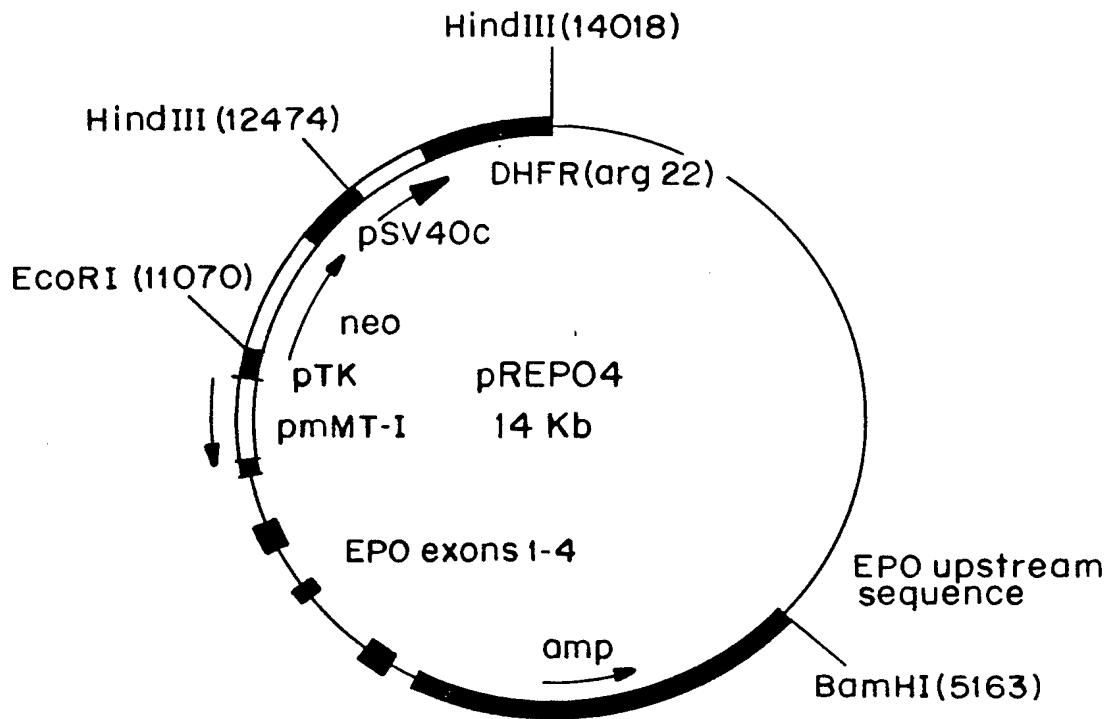 HindIII(14018)
HindIII(12474)
DHFR(arg 22)
pSV40c
EcoRI (11070)
neo
pTK
pREPO4
pmMT-I
14 Kb
EPO exons 1-4
EPO upstream
sequence
amp
BamHI(5163)